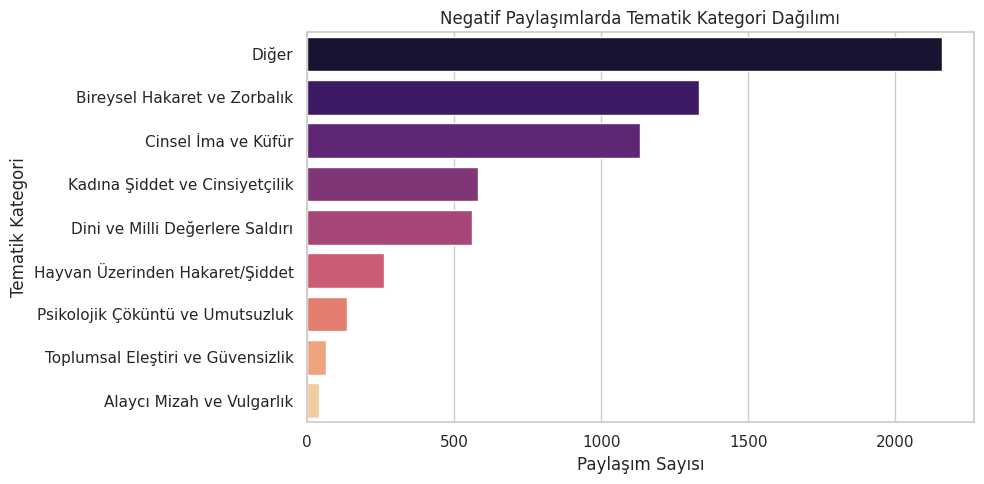 Negatif Paylaşımlarda Tematik Kategori Dağılımı
Tematik Kategori
Diğer
Bireysel Hakaret ve Zorbalık
Cinsel İma ve Küfür
Kadına Şiddet ve Cinsiyetçilik
Dini ve Milli Değerlere Saldırı
Hayvan Üzerinden Hakaret/Şiddet
Psikolojik Çöküntü ve Umutsuzluk
Toplumsal Eleştiri ve Güvensizlik
Alaycı Mizah ve Vulgarlık
0 500 1000 1500 2000
Paylaşım Sayısı